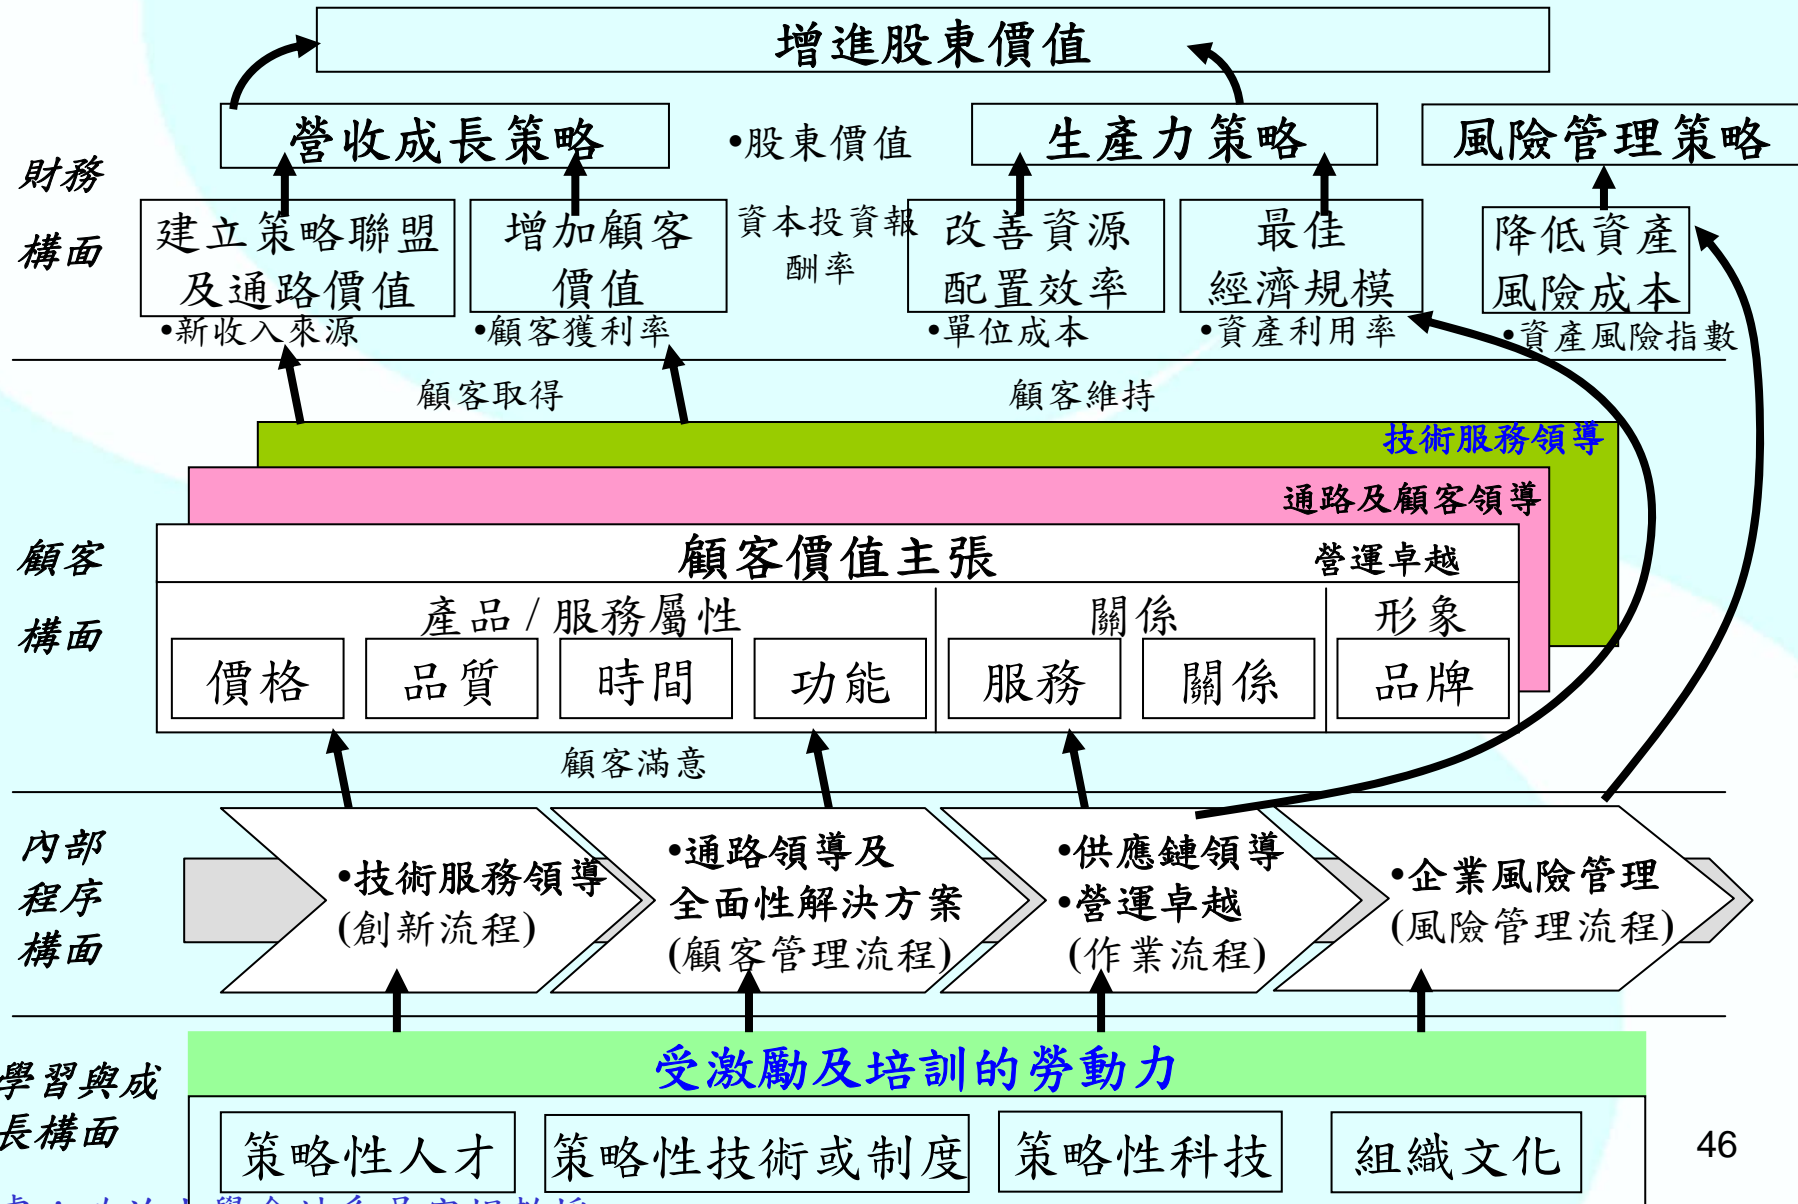 增進股東價值
營收成長策略
•股東價值
生產力策略
風險管理策略
財務
構面
建立策略聯盟
及通路價值
增加顧客
價值
資本投資報
酬率
改善資源
配置效率
最佳
經濟規模
降低資產
風險成本
•新收入來源
•顧客獲利率
•單位成本
•資產利用率
•資產風險指數
顧客取得
顧客維持
技術服務領導
通路及顧客領導
顧客
構面
顧客價值主張
營運卓越
產品/服務屬性
關係
形象
價格
品質
時間
功能
服務
關係
品牌
顧客滿意
內部
程序
構面
•技術服務領導
(創新流程)
•通路領導及
全面性解決方案
(顧客管理流程)
•供應鏈領導
•營運卓越
(作業流程)
•企業風險管理
(風險管理流程)
學習與成
長構面
受激勵及培訓的勞動力
策略性人才
策略性技術或制度
策略性科技
組織文化
46